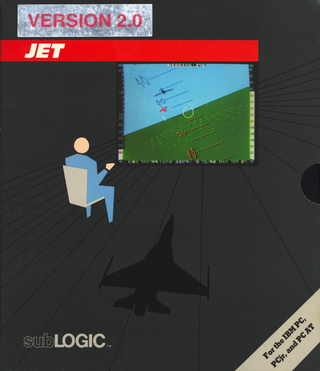 VERSION 2.0
JET
subLOGIC
For the IBM PC,
PCjr, and PC AT